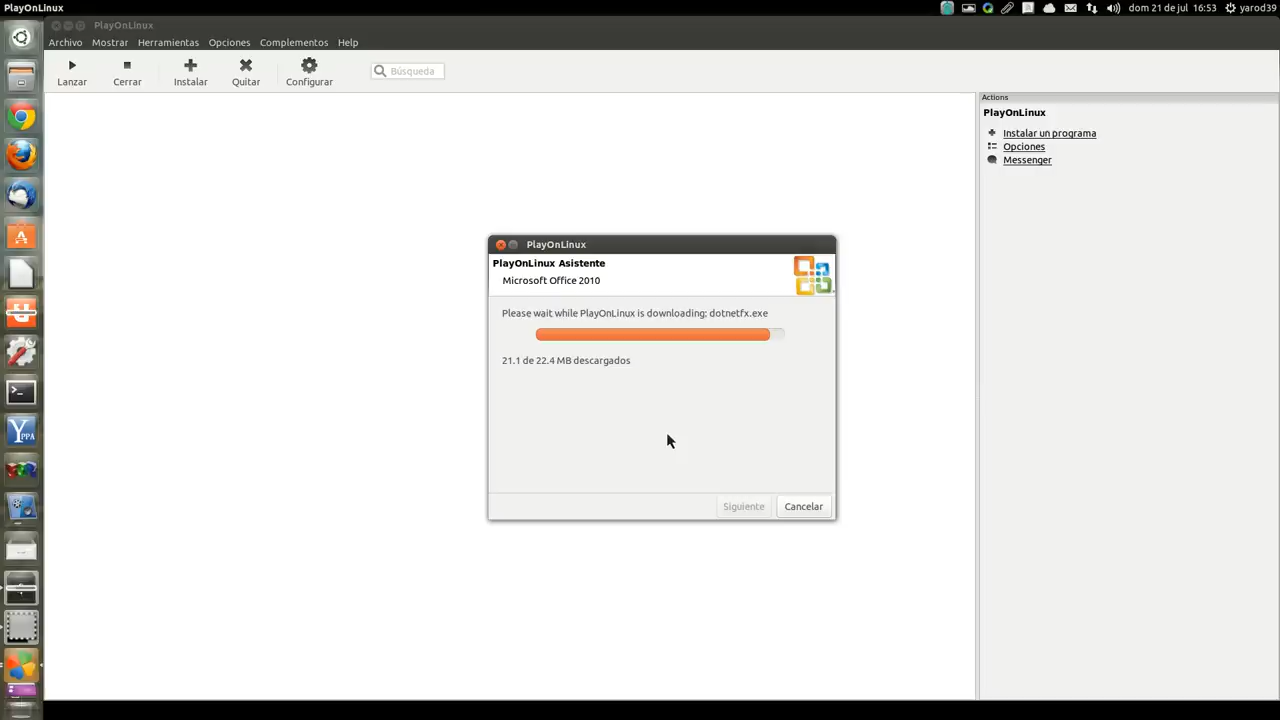 PlayOnLinux
dom 21 de jul 16:53 yarod39
PlayOnLinux
Archivo Mostrar Herramientas Opciones Complementos Help
Lanzar Cerrar Instalar Quitar Configurar Búsqueda
Actions
PlayOnLinux
Instalar un programa
Opciones
Messenger
PlayOnLinux
PlayOnLinux Asistente
Microsoft Office 2010
Please wait while PlayOnLinux is downloading: dotnetfx.exe
21.1 de 22.4 MB descargados
Siguiente Cancelar
YPPA